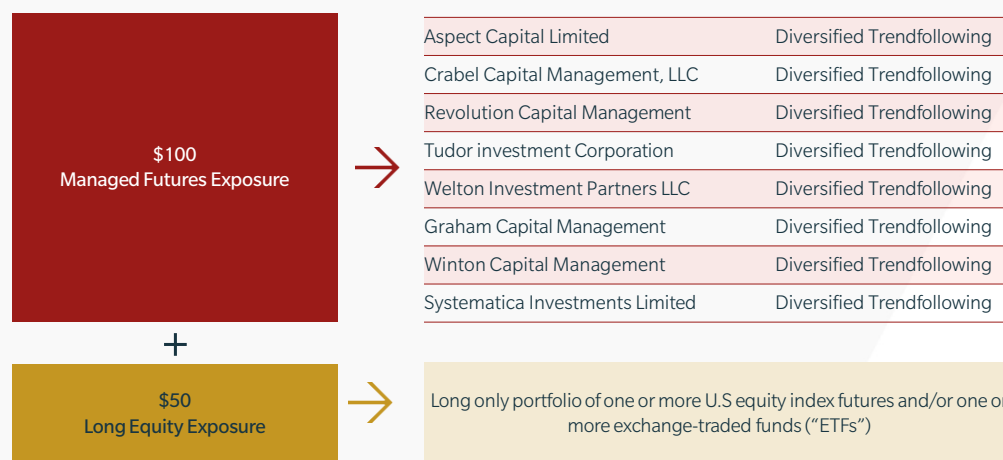 $100
Managed Futures Exposure
Aspect Capital Limited Diversified Trendfollowing
Crabel Capital Management, LLC Diversified Trendfollowing
Revolution Capital Management Diversified Trendfollowing
Tudor investment Corporation Diversified Trendfollowing
Welton Investment Partners LLC Diversified Trendfollowing
Graham Capital Management Diversified Trendfollowing
Winton Capital Management Diversified Trendfollowing
Systematica Investments Limited Diversified Trendfollowing
+
$50
Long Equity Exposure
Long only portfolio of one or more U.S equity index futures and/or one or
more exchange-traded funds (“ETFs”)